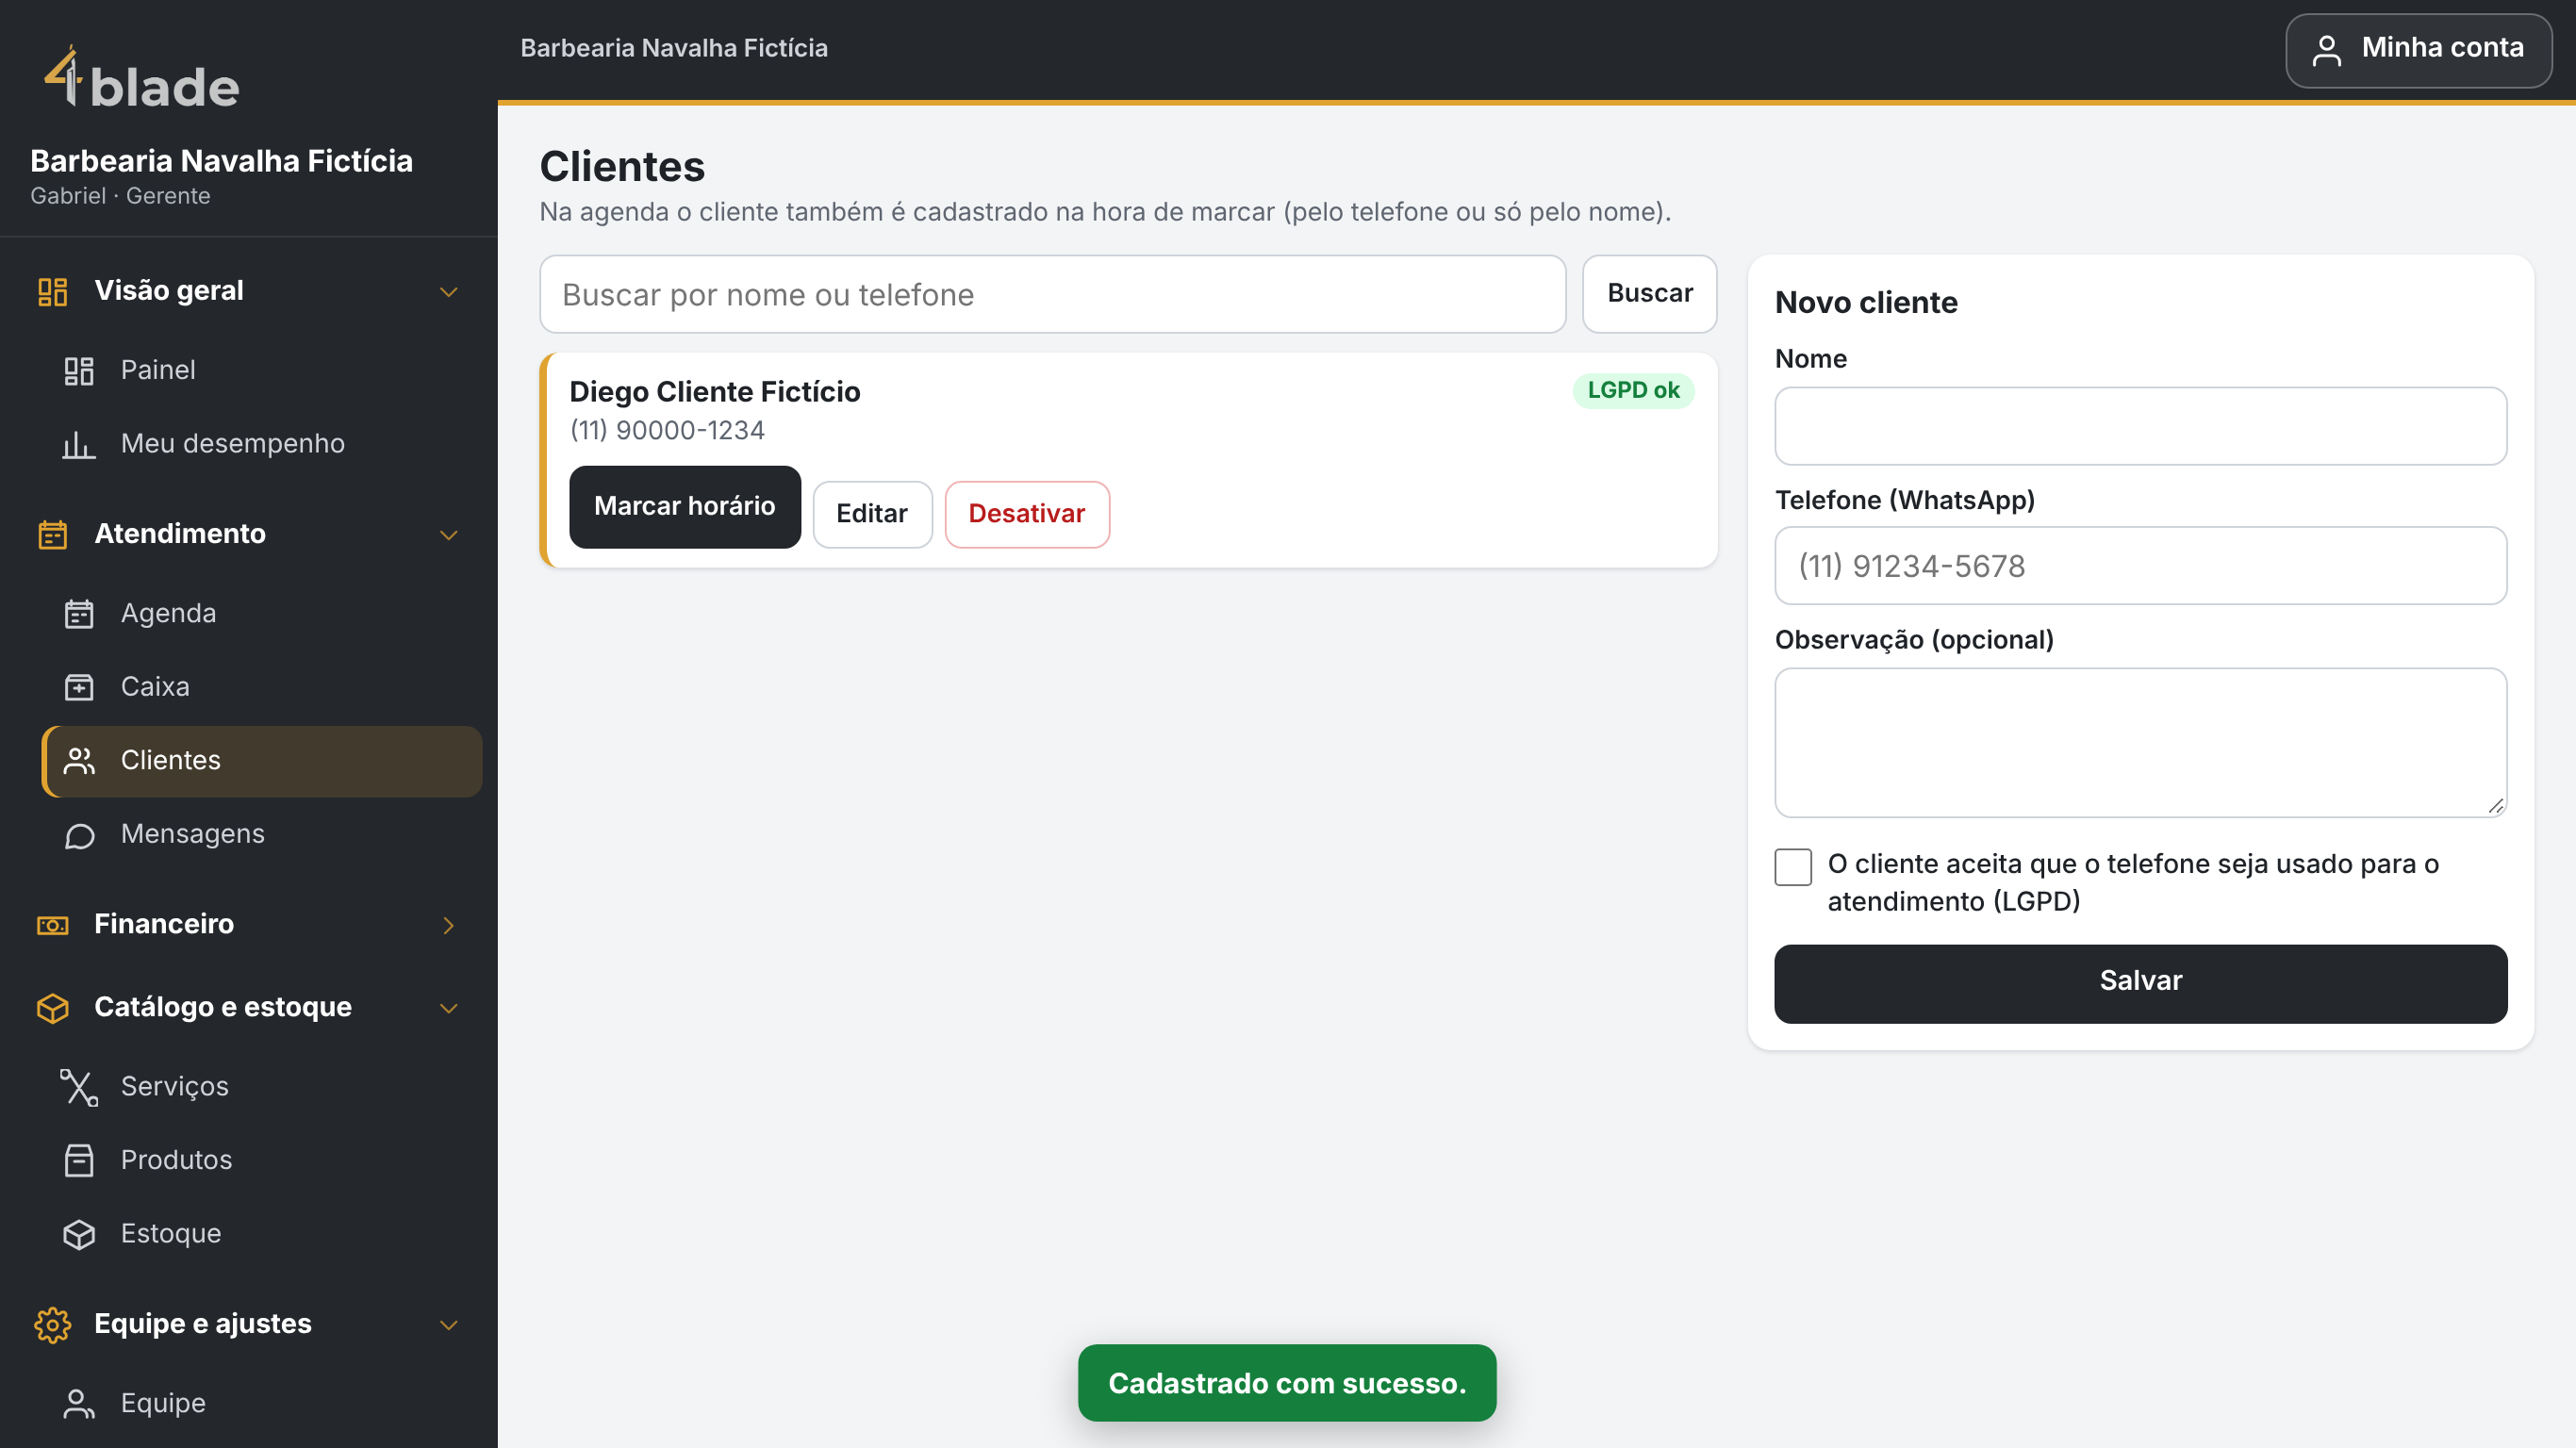 4blade
Barbearia Navalha Fictícia
Gabriel · Gerente
Visão geral
Painel
Meu desempenho
Atendimento
Agenda
Caixa
Clientes
Mensagens
Financeiro
Catálogo e estoque
Serviços
Produtos
Estoque
Equipe e ajustes
Equipe
Barbearia Navalha Fictícia
Minha conta
Clientes
Na agenda o cliente também é cadastrado na hora de marcar (pelo telefone ou só pelo nome).
Buscar por nome ou telefone
Buscar
Diego Cliente Fictício
LGPD ok
(11) 90000-1234
Marcar horário
Editar
Desativar
Novo cliente
Nome
Telefone (WhatsApp)
(11) 91234-5678
Observação (opcional)
O cliente aceita que o telefone seja usado para o
atendimento (LGPD)
Salvar
Cadastrado com sucesso.